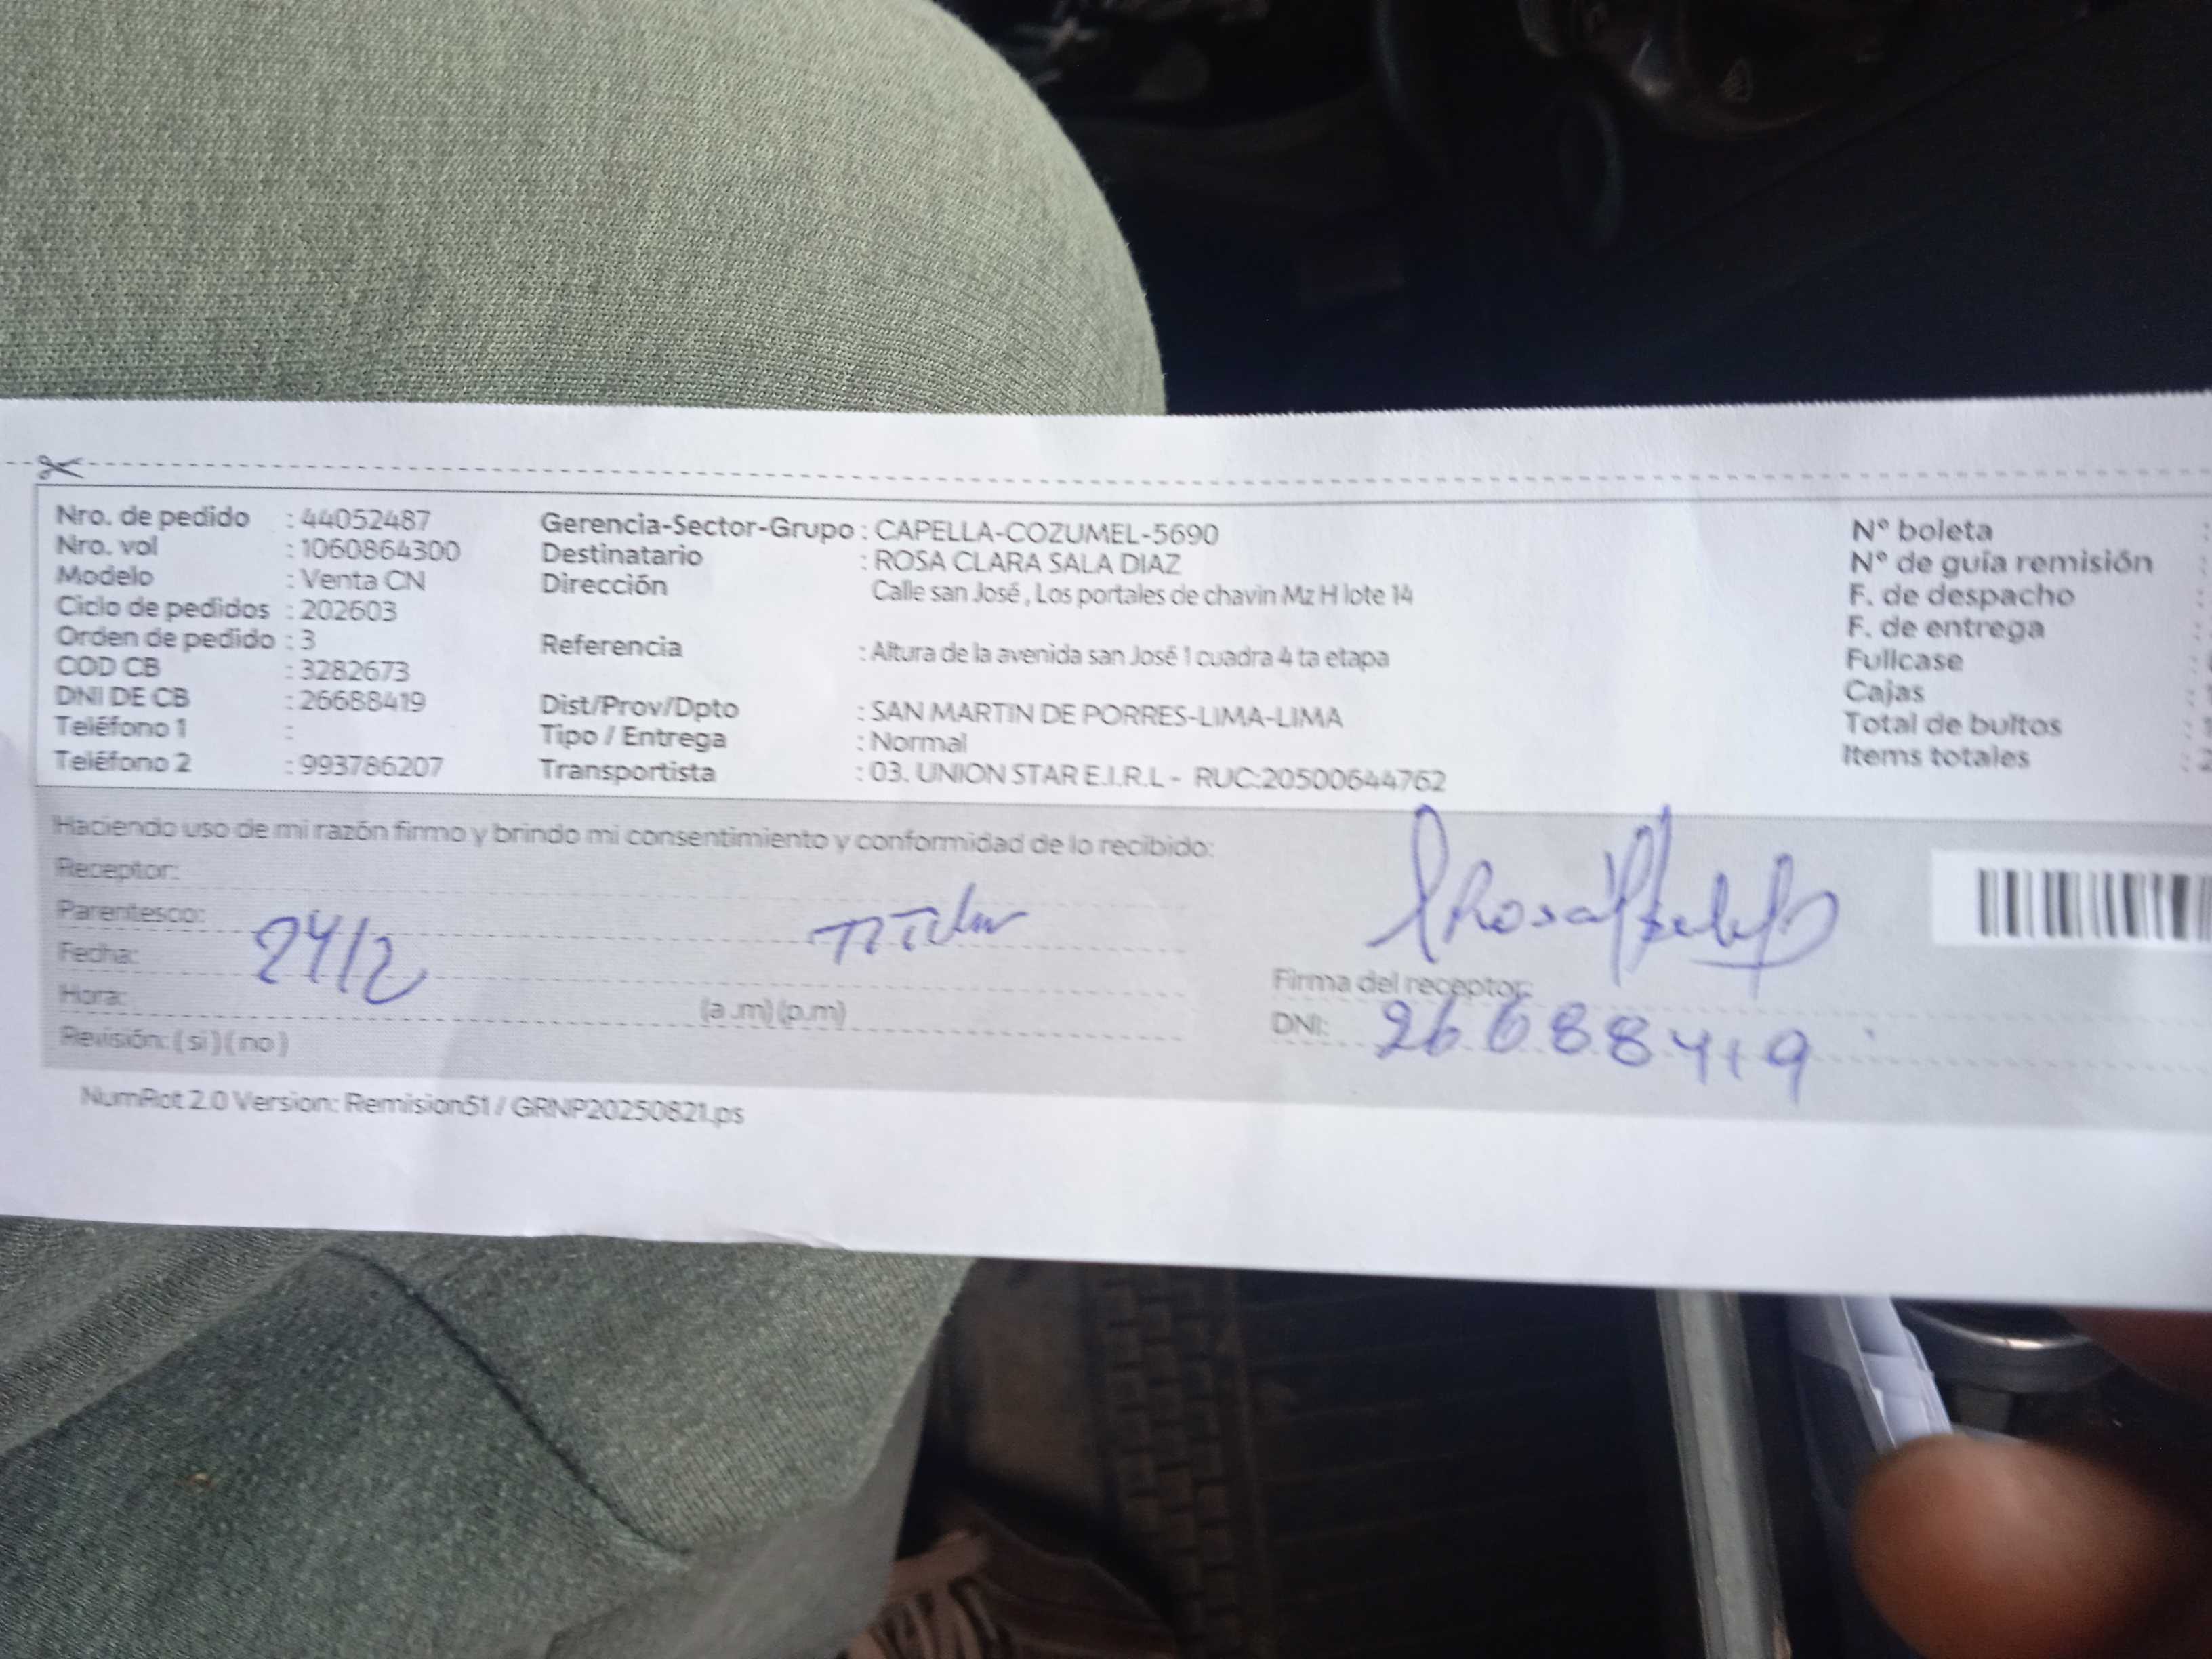 Nro. de pedido : 44052487
Nro. vol : 1060864300
Modelo : Venta CN
Ciclo de pedidos : 202603
Orden de pedido : 3
COD CB : 3282673
DNI DE CB : 26688419
Teléfono 1 :
Teléfono 2 : 993786207
Gerencia-Sector-Grupo : CAPELLA-COZUMEL-5690
Destinatario : ROSA CLARA SALA DIAZ
Dirección Calle san José , Los portales de chavin Mz H lote 14
Referencia : Altura de la avenida san José 1 cuadra 4 ta etapa
Dist/Prov/Dpto : SAN MARTIN DE PORRES-LIMA-LIMA
Tipo / Entrega : Normal
Transportista : 03. UNION STAR E.I.R.L - RUC:20500644762
N° boleta :
N° de guía remisión :
F. de despacho :
F. de entrega :
Fullcase :
Cajas :
Total de bultos :
Items totales :
Haciendo uso de mi razón firmo y brindo mi consentimiento y conformidad de lo recibido:
Receptor:
Parentesco:
Fecha: 24/2
Hora: (a .m) (p.m)
Revisión: ( si ) ( no )
Firma del receptor:
DNI: 26688419
NumRot 2.0 Version: Remision51 / GRNP20250821.ps